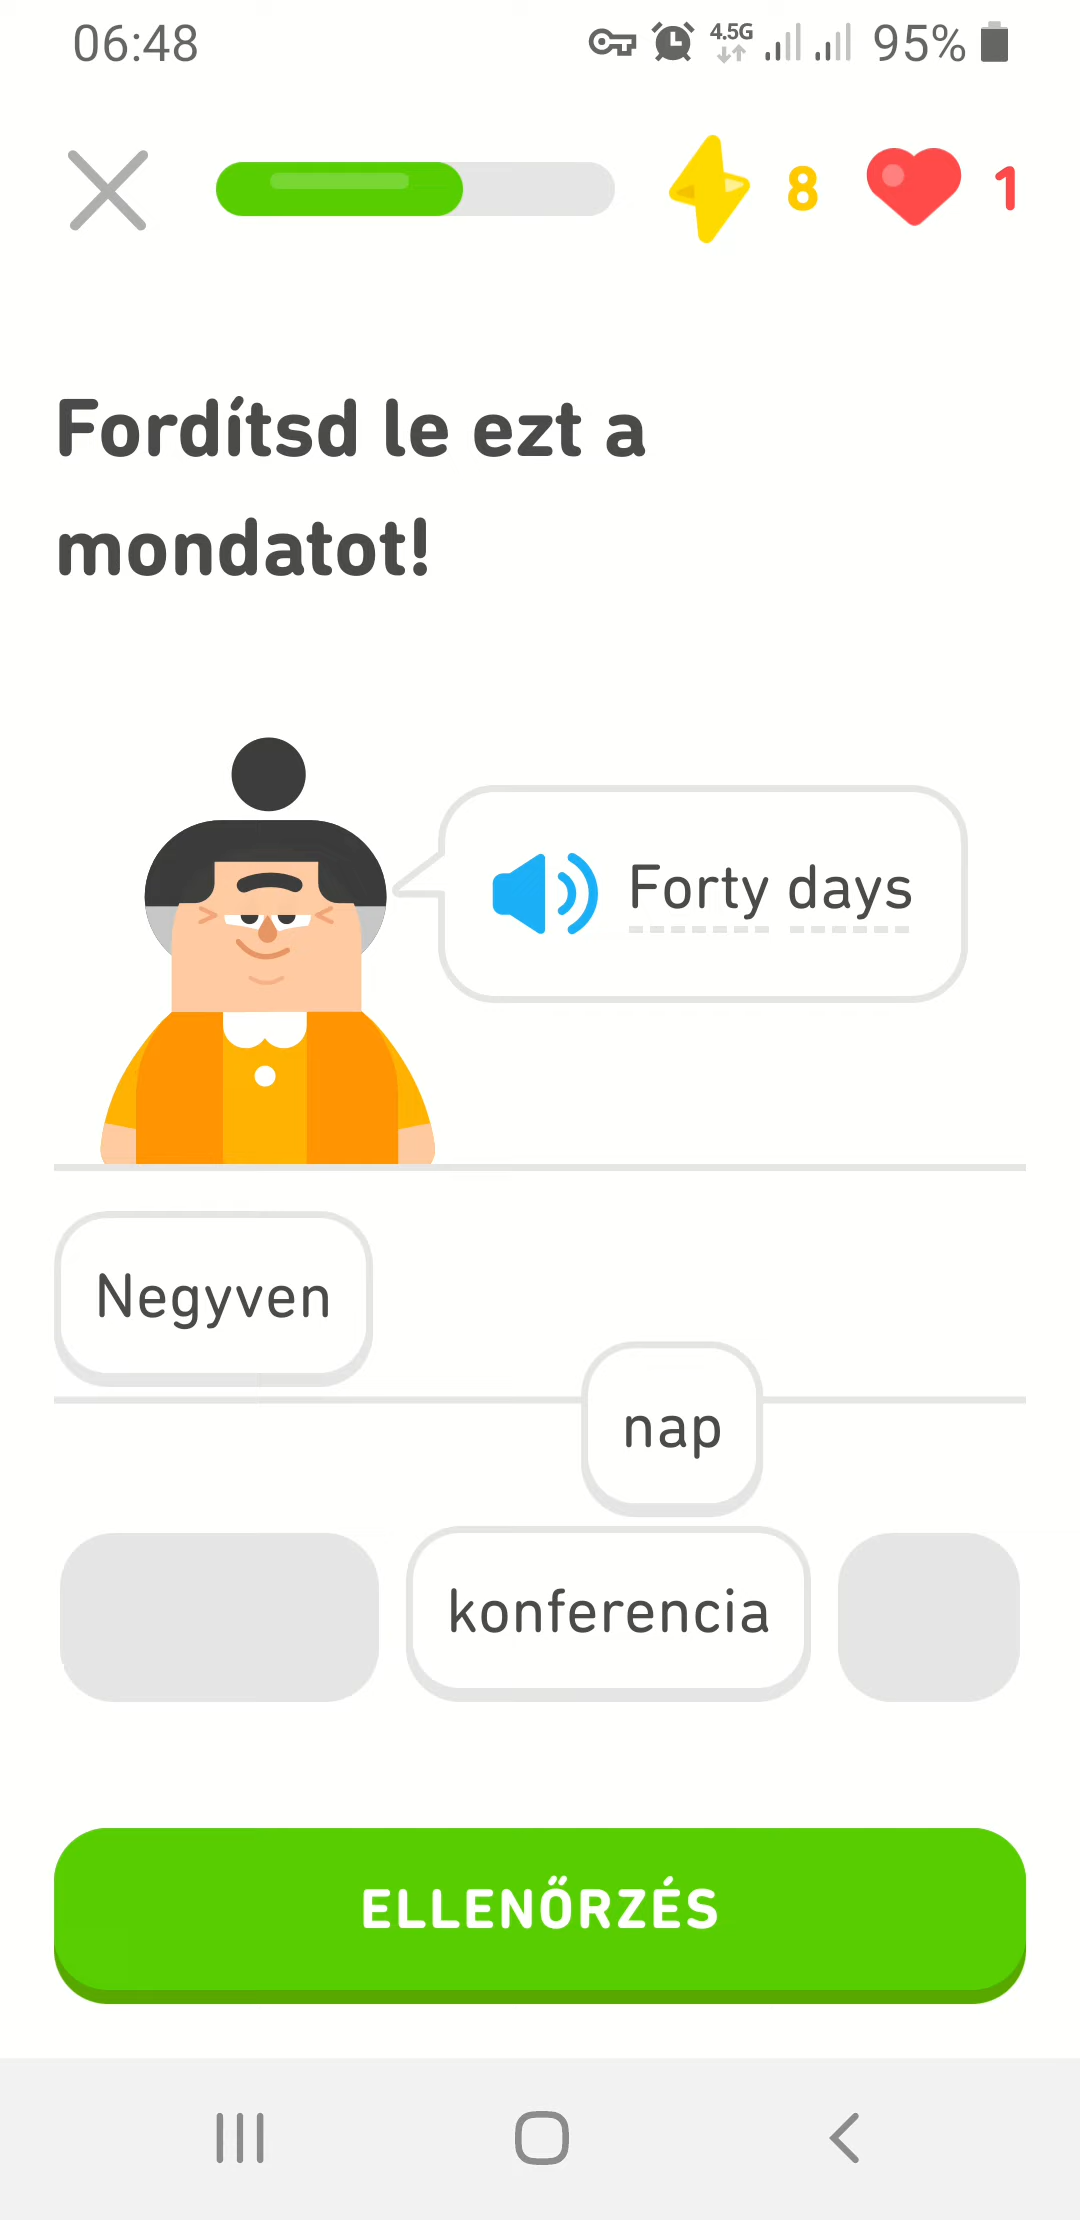 06:48 4.5G 95%
8 1
Fordítsd le ezt a
mondatot!
Forty days
Negyven
nap
konferencia
ELLENŐRZÉS